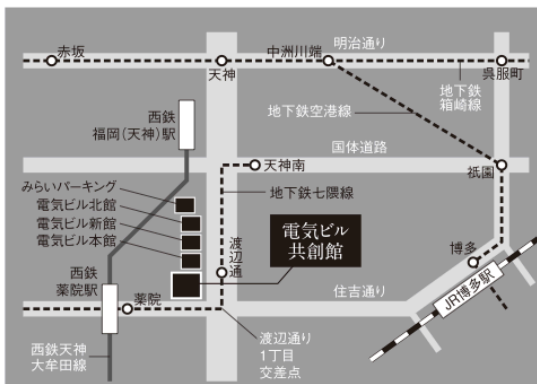 赤坂
天神
中洲川端
明治通り
呉服町
地下鉄
箱崎線
地下鉄空港線
西鉄
福岡(天神)駅
国体道路
天神南
祇園
みらいパーキング
電気ビル北館
電気ビル新館
電気ビル本館
地下鉄七隈線
渡辺通
電気ビル
共創館
博多
西鉄
薬院駅
薬院
住吉通り
JR博多駅
西鉄天神
大牟田線
渡辺通り
1丁目
交差点